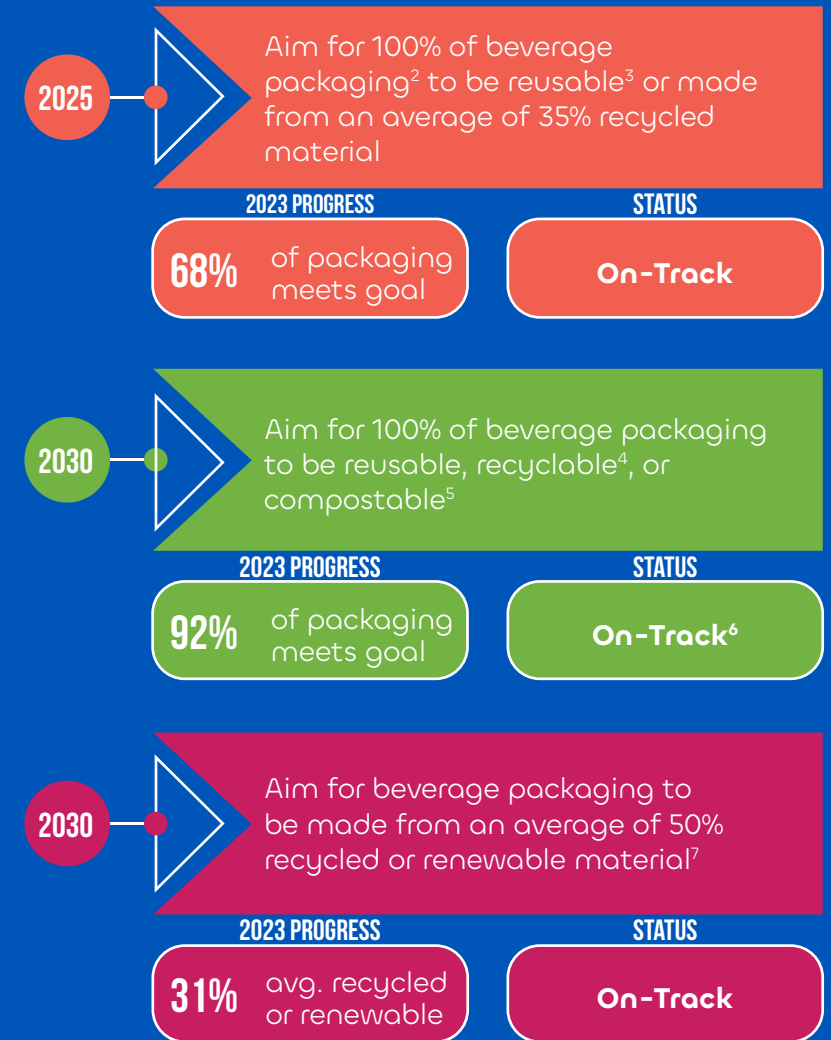 2025
Aim for 100% of beverage
packaging² to be reusable³ or made
from an average of 35% recycled
material
2023 PROGRESS
68%
of packaging
meets goal
STATUS
On-Track
2030
Aim for 100% of beverage packaging
to be reusable, recyclable⁴, or
compostable⁵
2023 PROGRESS
92%
of packaging
meets goal
STATUS
On-Track⁶
2030
Aim for beverage packaging to
be made from an average of 50%
recycled or renewable material⁷
2023 PROGRESS
31%
avg. recycled
or renewable
STATUS
On-Track